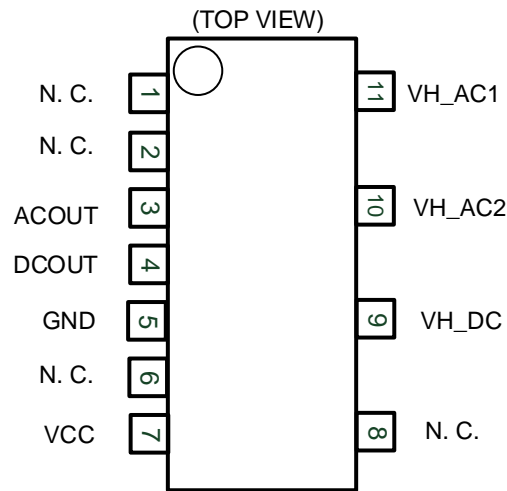 (TOP VIEW)
N. C. 1
N. C. 2
ACOUT 3
DCOUT 4
GND 5
N. C. 6
VCC 7
11 VH_AC1
10 VH_AC2
9 VH_DC
8 N. C.